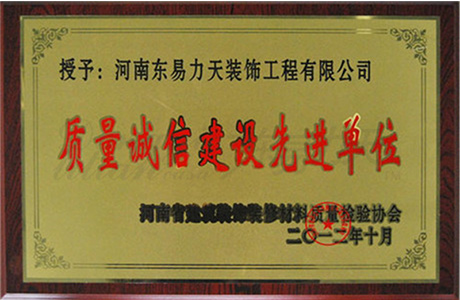 授予：河南东易力天装饰工程有限公司
质量诚信建设先进单位
河南省建筑装饰装修材料质量检验协会
二〇一二年十月